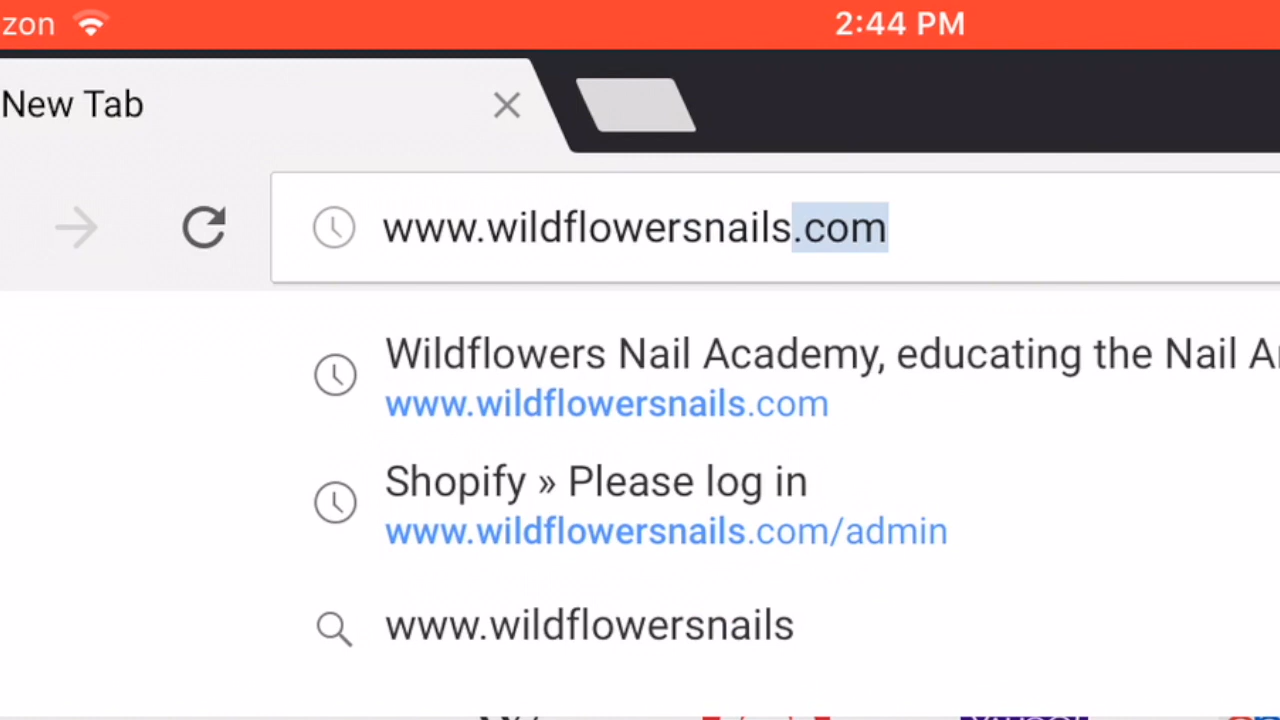 zon
2:44 PM
New Tab
www.wildflowersnails.com
Wildflowers Nail Academy, educating the Nail
www.wildflowersnails.com
Shopify » Please log in
www.wildflowersnails.com/admin
www.wildflowersnails